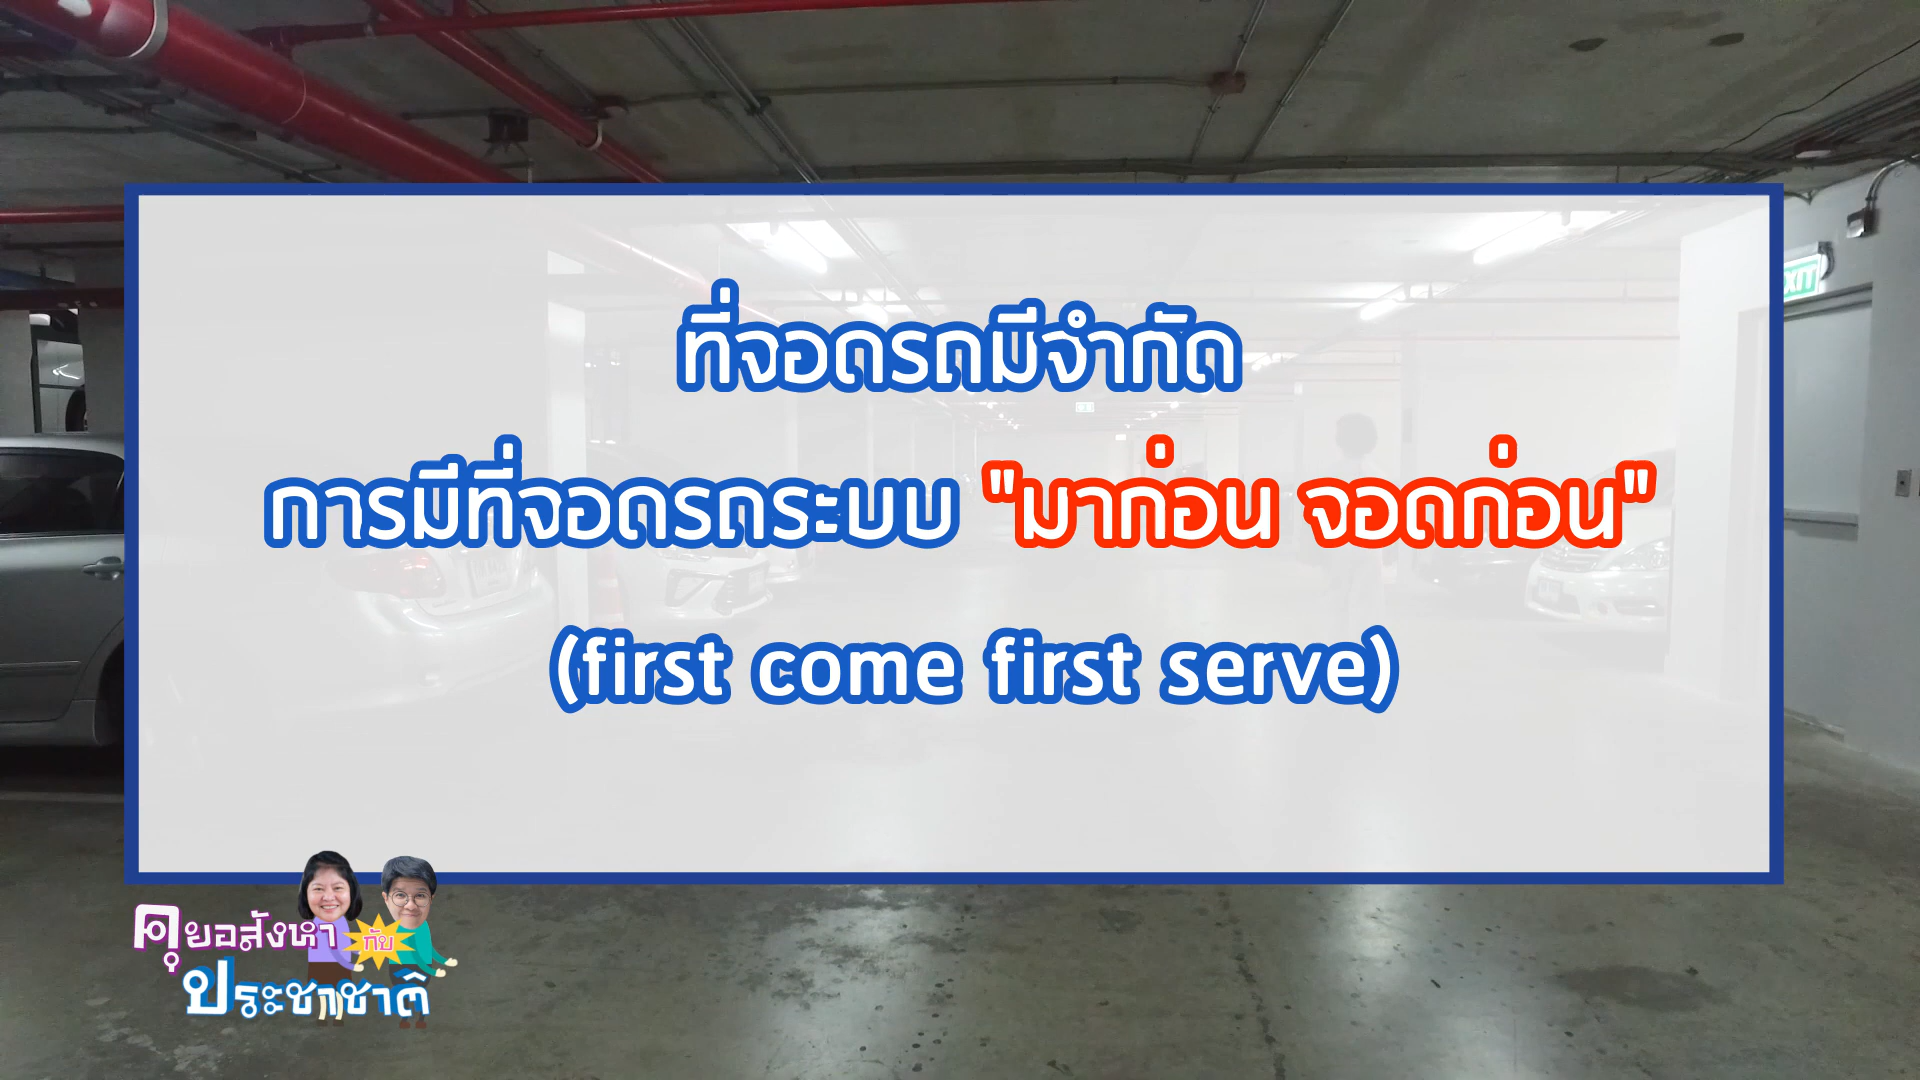 ที่จอดรถมีจำกัด
การมีที่จอดรถระบบ "มาก่อน จอดก่อน"
(first come first serve)
EXIT
คุยอสังหา กับ
ประชาชาติ